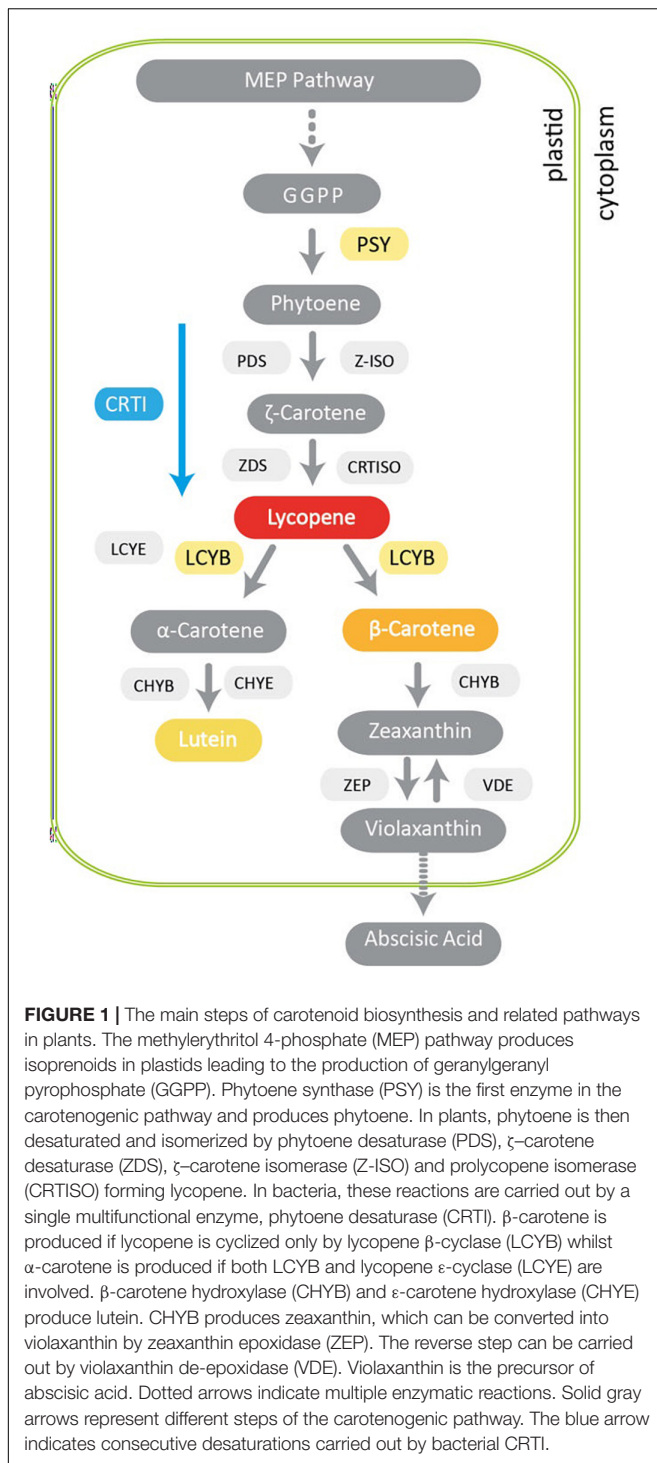 MEP Pathway
plastid
cytoplasm
GGPP
PSY
Phytoene
PDS
Z-ISO
CRTI
ζ-Carotene
ZDS
CRTISO
Lycopene
LCYE
LCYB
LCYB
α-Carotene
β-Carotene
CHYB
CHYE
CHYB
Lutein
Zeaxanthin
ZEP
VDE
Violaxanthin
Abscisic Acid
FIGURE 1 | The main steps of carotenoid biosynthesis and related pathways
in plants. The methylerythritol 4-phosphate (MEP) pathway produces
isoprenoids in plastids leading to the production of geranylgeranyl
pyrophosphate (GGPP). Phytoene synthase (PSY) is the first enzyme in the
carotenogenic pathway and produces phytoene. In plants, phytoene is then
desaturated and isomerized by phytoene desaturase (PDS), ζ–carotene
desaturase (ZDS), ζ–carotene isomerase (Z-ISO) and prolycopene isomerase
(CRTISO) forming lycopene. In bacteria, these reactions are carried out by a
single multifunctional enzyme, phytoene desaturase (CRTI). β-carotene is
produced if lycopene is cyclized only by lycopene β-cyclase (LCYB) whilst
α-carotene is produced if both LCYB and lycopene ε-cyclase (LCYE) are
involved. β-carotene hydroxylase (CHYB) and ε-carotene hydroxylase (CHYE)
produce lutein. CHYB produces zeaxanthin, which can be converted into
violaxanthin by zeaxanthin epoxidase (ZEP). The reverse step can be carried
out by violaxanthin de-epoxidase (VDE). Violaxanthin is the precursor of
abscisic acid. Dotted arrows indicate multiple enzymatic reactions. Solid gray
arrows represent different steps of the carotenogenic pathway. The blue arrow
indicates consecutive desaturations carried out by bacterial CRTI.